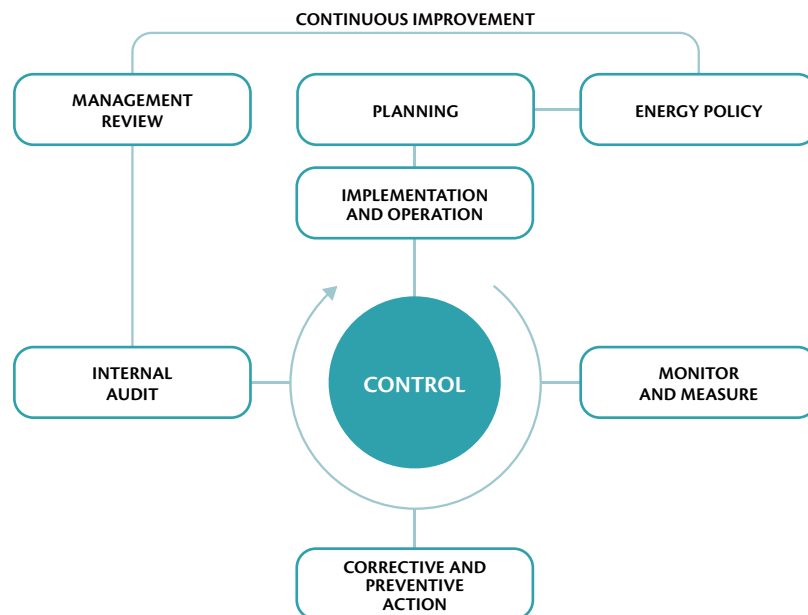 CONTINUOUS IMPROVEMENT
MANAGEMENT
REVIEW
PLANNING
ENERGY POLICY
IMPLEMENTATION
AND OPERATION
INTERNAL
AUDIT
CONTROL
MONITOR
AND MEASURE
CORRECTIVE AND
PREVENTIVE
ACTION